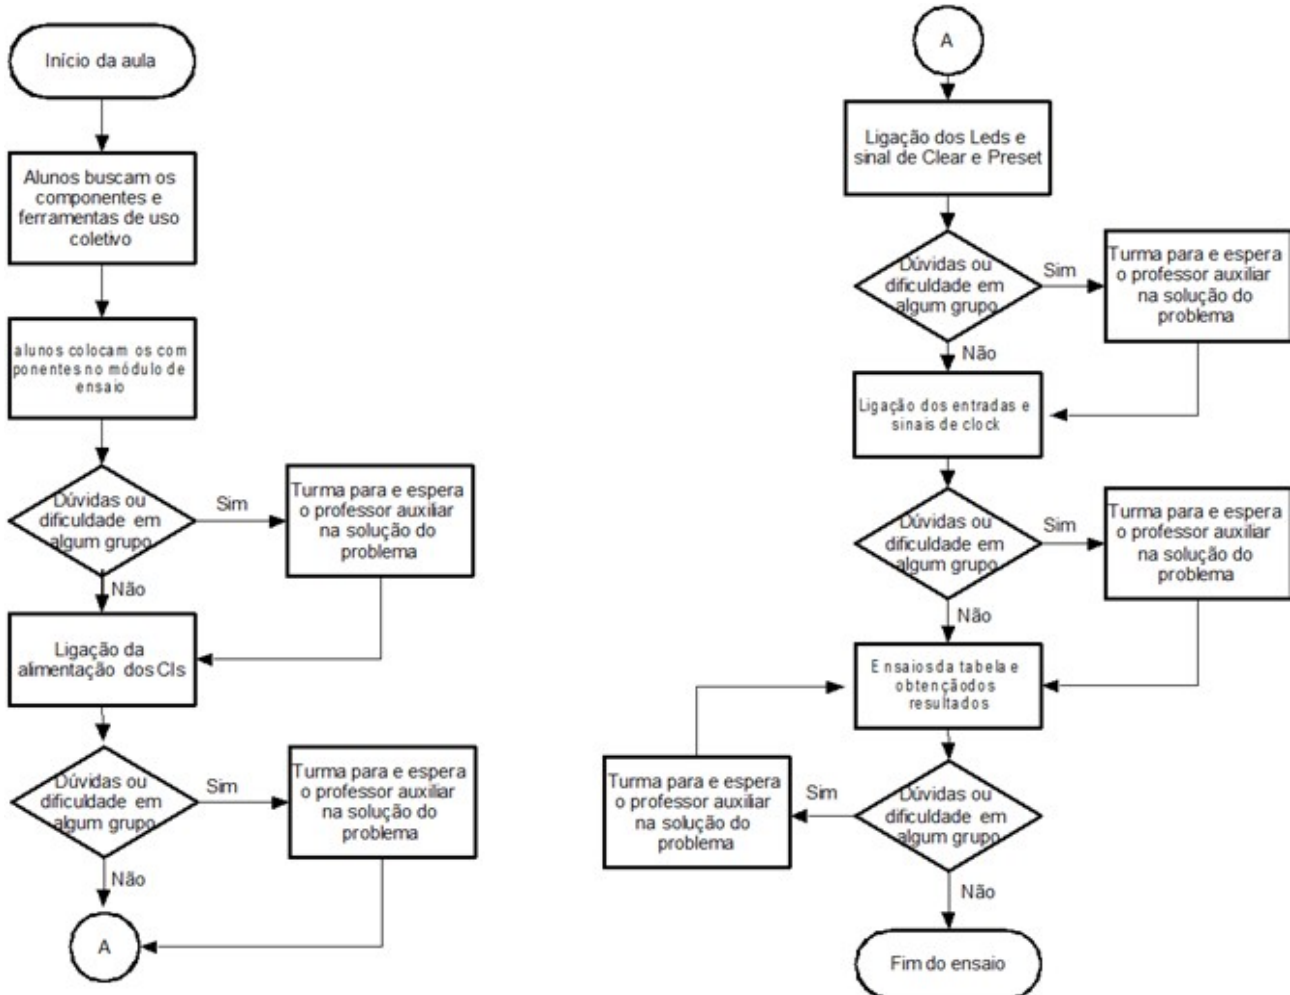 Início da aula
Alunos buscam os
componentes e
ferramentas de uso
coletivo
alunos colocam os com
ponentes no módulo de
ensaio
Dúvidas ou
dificuldade em
algum grupo
Sim
Turma para e espera
o professor auxiliar
na solução do
problema
Não
Ligação da
alimentação dos CIs
Dúvidas ou
dificuldade em
algum grupo
Sim
Turma para e espera
o professor auxiliar
na solução do
problema
Não
A
A
Ligação dos Leds e
sinal de Clear e Preset
Dúvidas ou
dificuldade em
algum grupo
Sim
Turma para e espera
o professor auxiliar
na solução do
problema
Não
Ligação dos entradas e
sinais de clock
Dúvidas ou
dificuldade em
algum grupo
Sim
Turma para e espera
o professor auxiliar
na solução do
problema
Não
Ensaios da tabela e
obtenção dos
resultados
Dúvidas ou
dificuldade em
algum grupo
Sim
Turma para e espera
o professor auxiliar
na solução do
problema
Não
Fim do ensaio